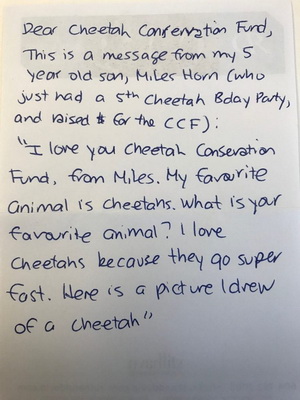 Dear Cheetah Conservation Fund,
This is a message from my 5
year old son, Miles Horn (who
just had a 5th Cheetah Bday Party,
and raised $ for the CCF):
"I love you Cheetah Conservation
Fund, from Miles. My favourite
animal is cheetahs. What is your
favourite animal? I love
Cheetahs because they go super
fast. Here is a picture I drew
of a cheetah"